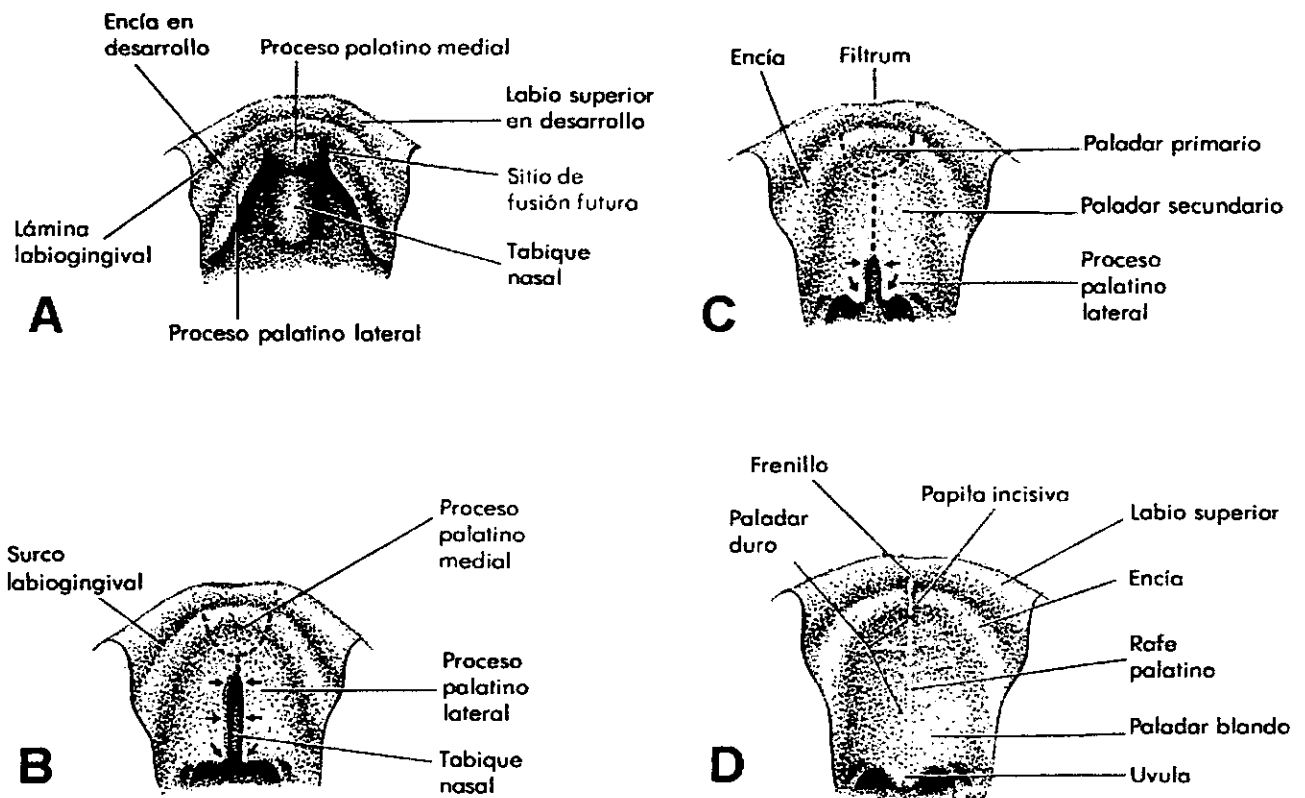 Encía en
desarrollo
Proceso palatino medial
Labio superior
en desarrollo
Sitio de
fusión futura
Lámina
labiogingival
Tabique
nasal
A
Proceso palatino lateral
Encía
Filtrum
Paladar primario
Paladar secundario
Proceso
palatino
lateral
C
Surco
labiogingival
Proceso
palatino
medial
Proceso
palatino
lateral
Tabique
nasal
B
Frenillo
Papila incisiva
Paladar
duro
Labio superior
Encía
Rafe
palatino
Paladar blando
Uvula
D